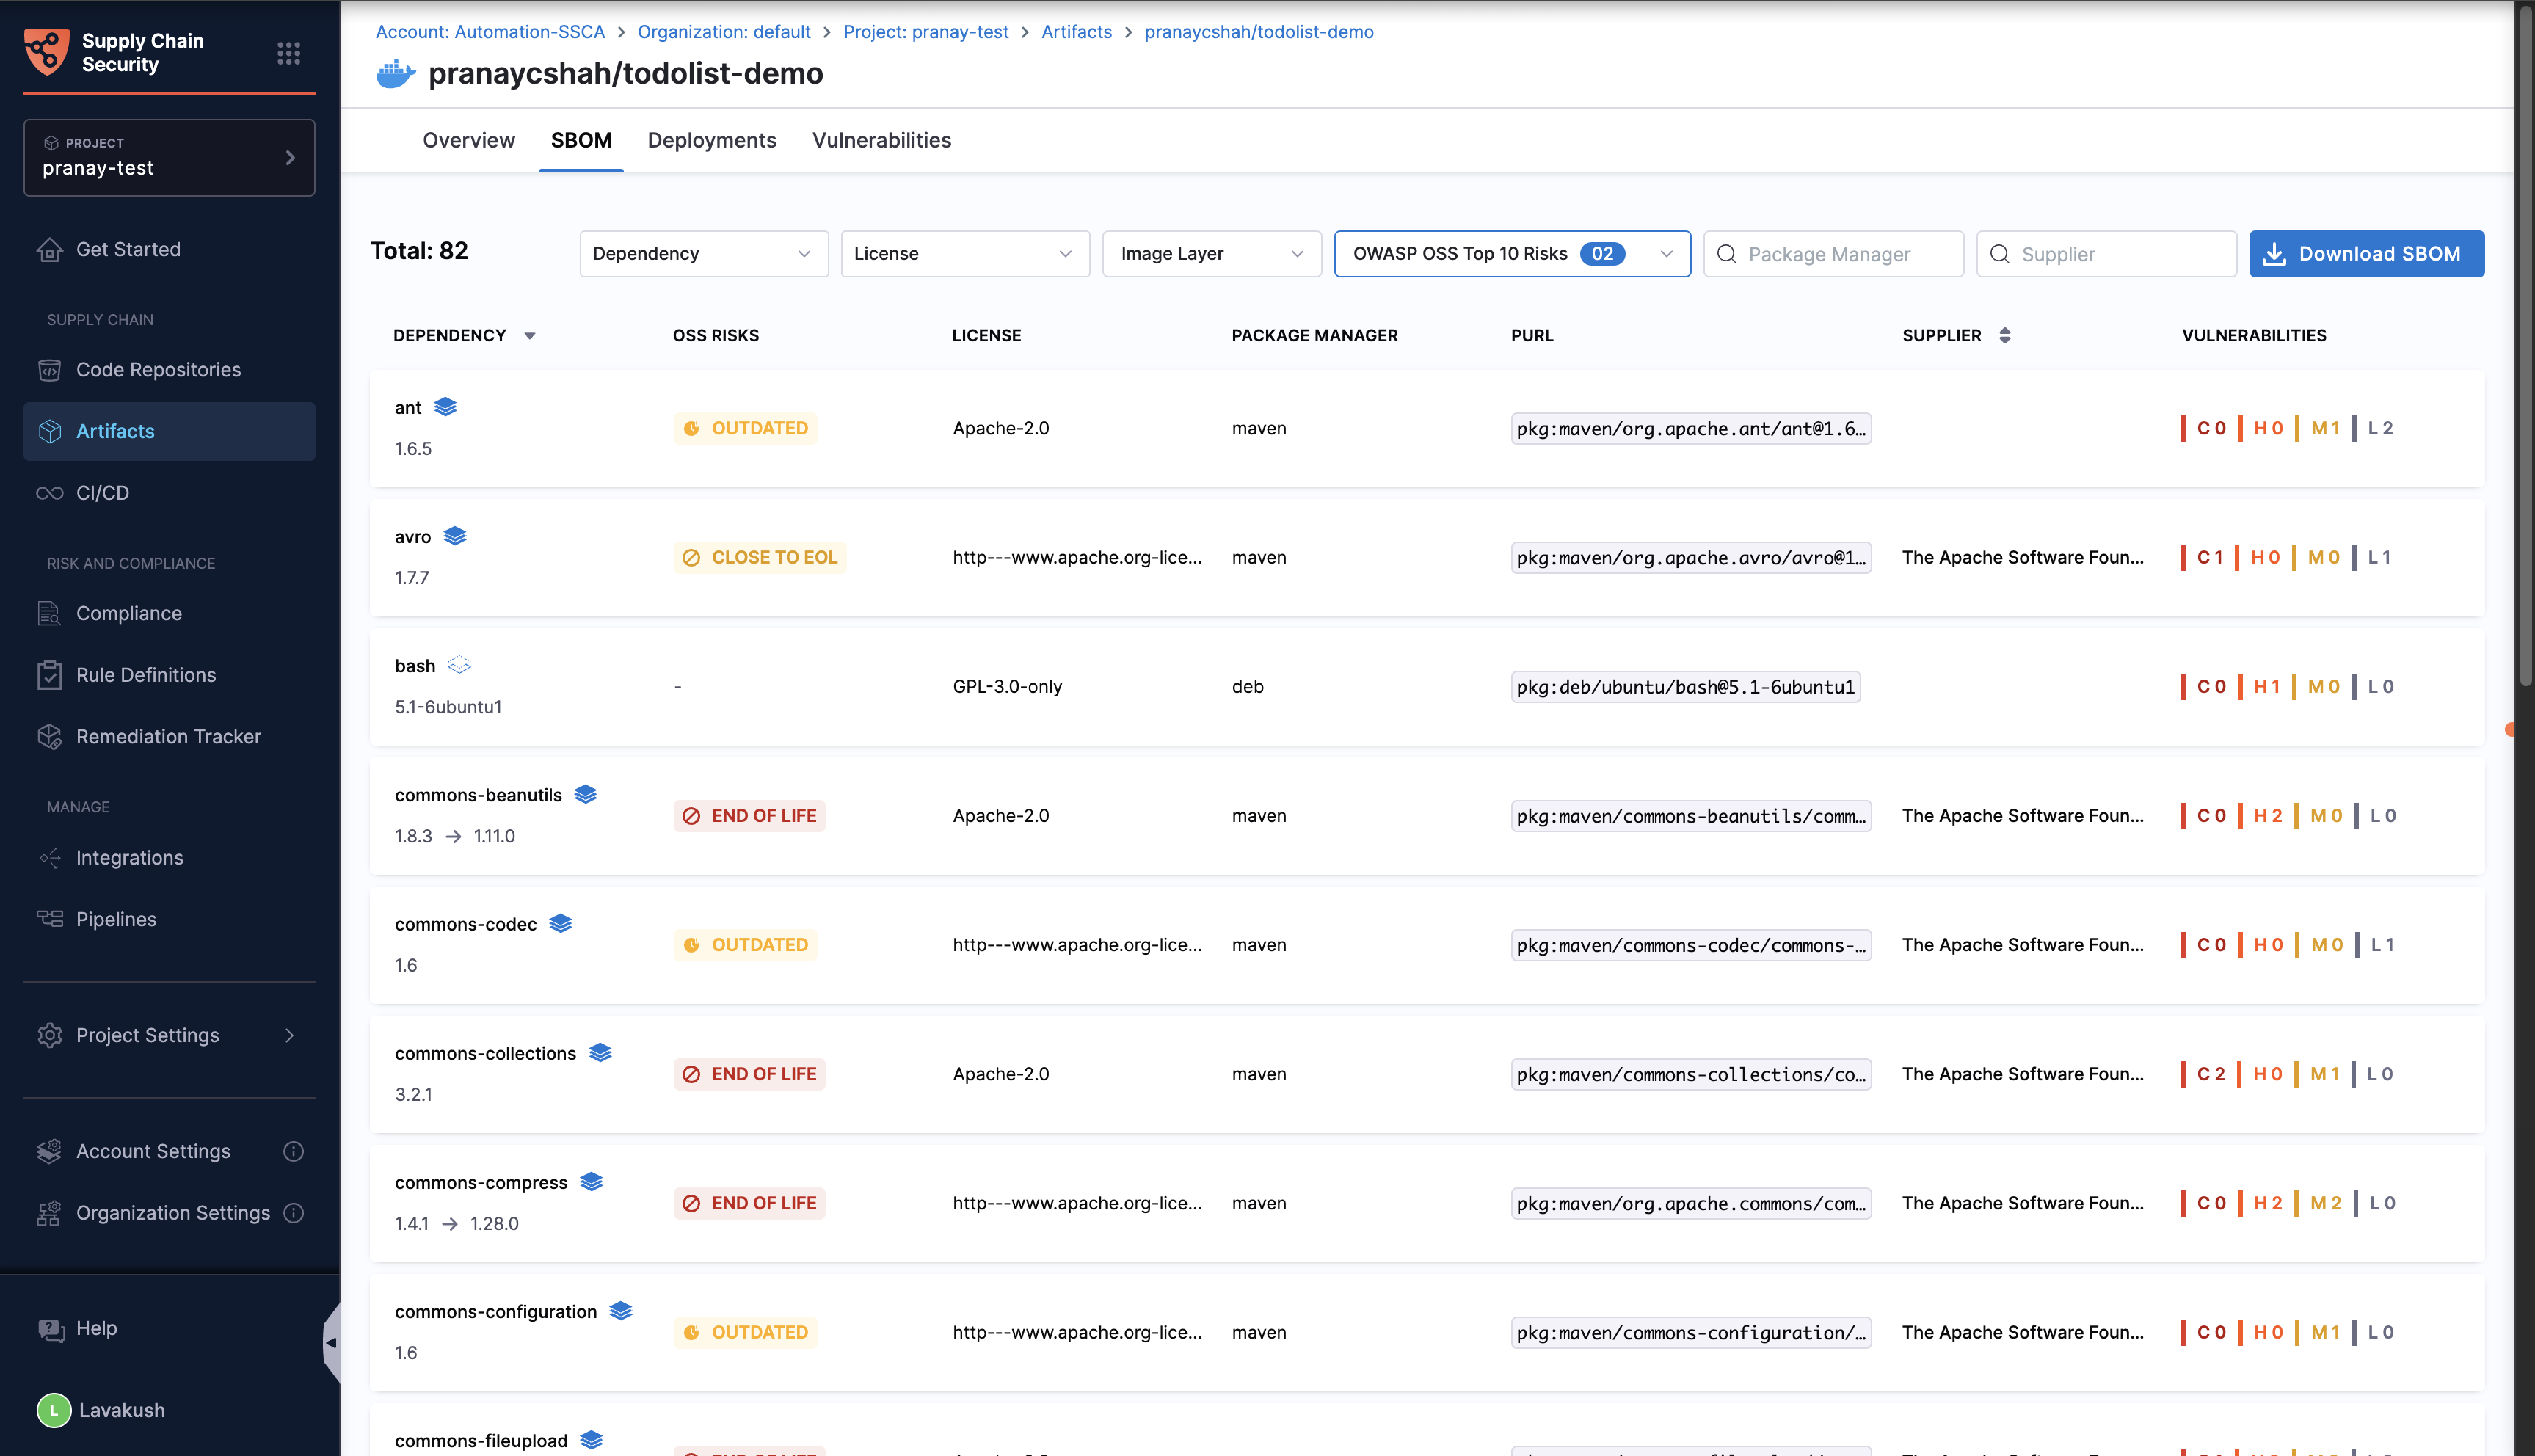 Supply Chain
Security
PROJECT
pranay-test
Get Started
SUPPLY CHAIN
Code Repositories
Artifacts
CI/CD
RISK AND COMPLIANCE
Compliance
Rule Definitions
Remediation Tracker
MANAGE
Integrations
Pipelines
Project Settings
Account Settings
Organization Settings
Help
L Lavakush
Account: Automation-SSCA > Organization: default > Project: pranay-test > Artifacts > pranaycshah/todolist-demo
pranaycshah/todolist-demo
Overview SBOM Deployments Vulnerabilities
Total: 82 Dependency License Image Layer OWASP OSS Top 10 Risks 02 Package Manager Supplier Download SBOM
DEPENDENCY OSS RISKS LICENSE PACKAGE MANAGER PURL SUPPLIER VULNERABILITIES
ant
1.6.5
OUTDATED Apache-2.0 maven pkg:maven/org.apache.ant/ant@1.6… C 0 H 0 M 1 L 2
avro
1.7.7
CLOSE TO EOL http---www.apache.org-lice... maven pkg:maven/org.apache.avro/avro@1… The Apache Software Foun... C 1 H 0 M 0 L 1
bash
5.1-6ubuntu1
- GPL-3.0-only deb pkg:deb/ubuntu/bash@5.1-6ubuntu1 C 0 H 1 M 0 L 0
commons-beanutils
1.8.3 → 1.11.0
END OF LIFE Apache-2.0 maven pkg:maven/commons-beanutils/comm… The Apache Software Foun... C 0 H 2 M 0 L 0
commons-codec
1.6
OUTDATED http---www.apache.org-lice... maven pkg:maven/commons-codec/commons-… The Apache Software Foun... C 0 H 0 M 0 L 1
commons-collections
3.2.1
END OF LIFE Apache-2.0 maven pkg:maven/commons-collections/co… The Apache Software Foun... C 2 H 0 M 1 L 0
commons-compress
1.4.1 → 1.28.0
END OF LIFE http---www.apache.org-lice... maven pkg:maven/org.apache.commons/com… The Apache Software Foun... C 0 H 2 M 2 L 0
commons-configuration
1.6
OUTDATED http---www.apache.org-lice... maven pkg:maven/commons-configuration/… The Apache Software Foun... C 0 H 0 M 1 L 0
commons-fileupload